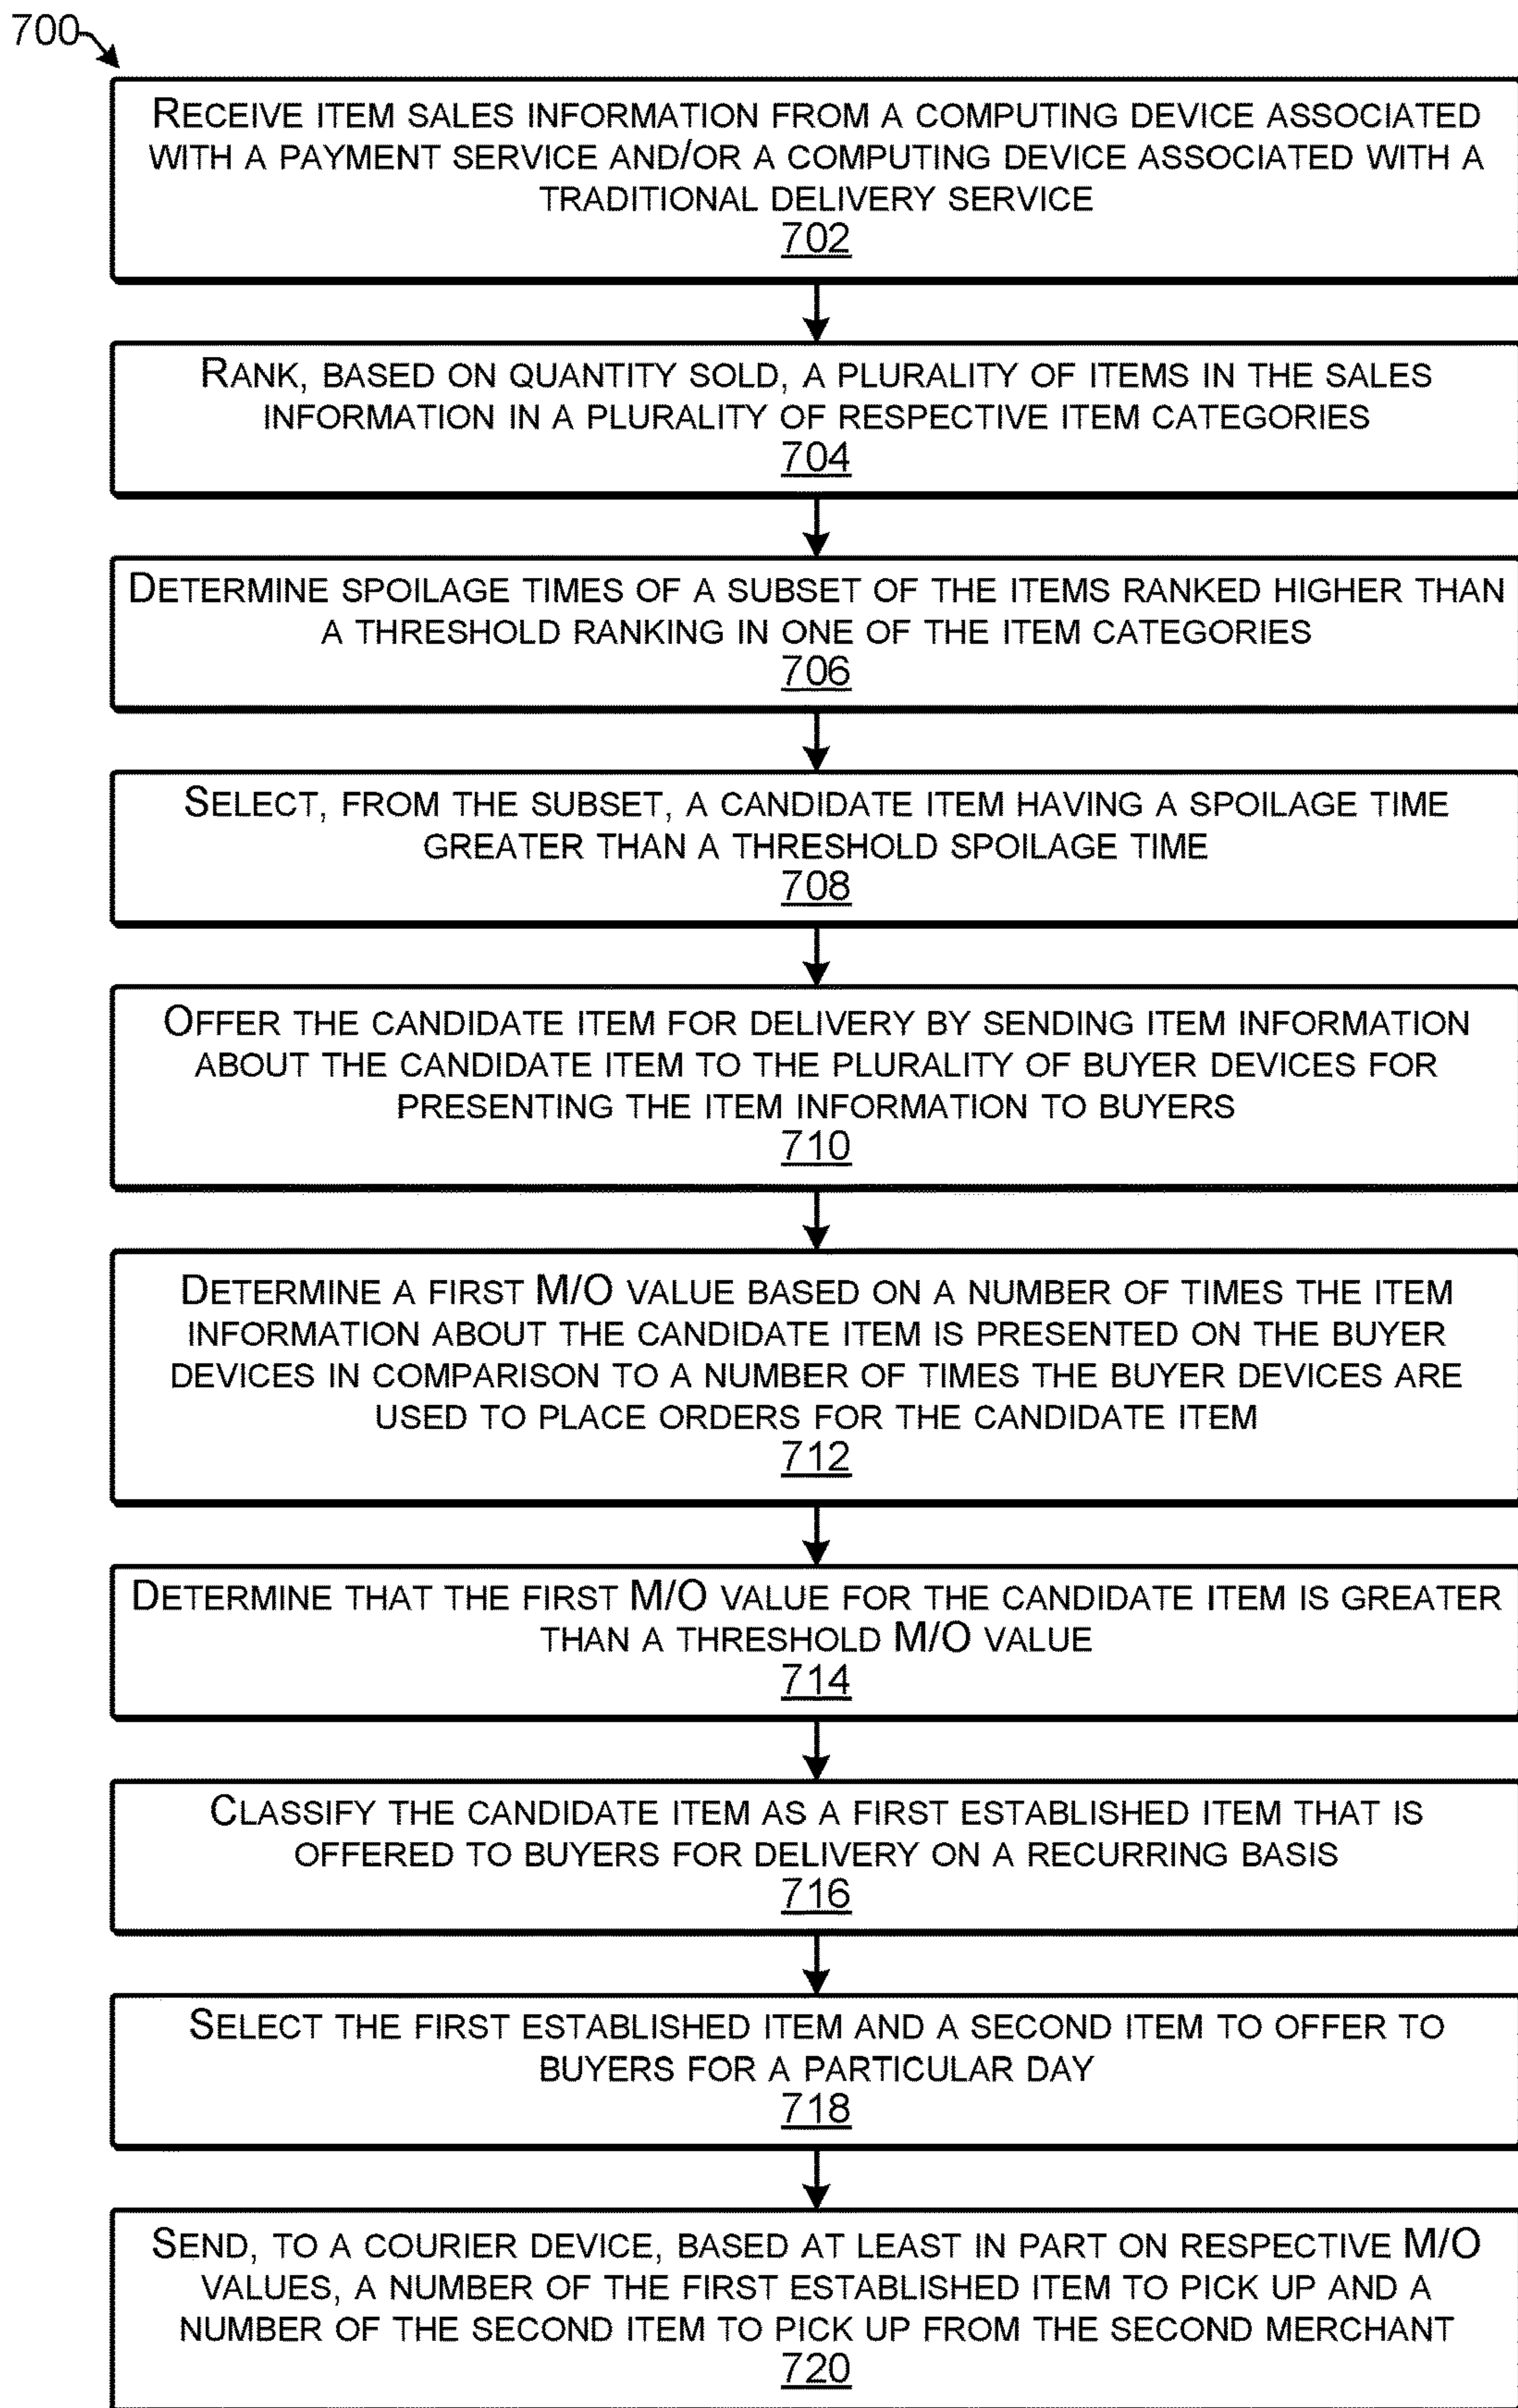 700
RECEIVE ITEM SALES INFORMATION FROM A COMPUTING DEVICE ASSOCIATED
WITH A PAYMENT SERVICE AND/OR A COMPUTING DEVICE ASSOCIATED WITH A
TRADITIONAL DELIVERY SERVICE
702
RANK, BASED ON QUANTITY SOLD, A PLURALITY OF ITEMS IN THE SALES
INFORMATION IN A PLURALITY OF RESPECTIVE ITEM CATEGORIES
704
DETERMINE SPOILAGE TIMES OF A SUBSET OF THE ITEMS RANKED HIGHER THAN
A THRESHOLD RANKING IN ONE OF THE ITEM CATEGORIES
706
SELECT, FROM THE SUBSET, A CANDIDATE ITEM HAVING A SPOILAGE TIME
GREATER THAN A THRESHOLD SPOILAGE TIME
708
OFFER THE CANDIDATE ITEM FOR DELIVERY BY SENDING ITEM INFORMATION
ABOUT THE CANDIDATE ITEM TO THE PLURALITY OF BUYER DEVICES FOR
PRESENTING THE ITEM INFORMATION TO BUYERS
710
DETERMINE A FIRST M/O VALUE BASED ON A NUMBER OF TIMES THE ITEM
INFORMATION ABOUT THE CANDIDATE ITEM IS PRESENTED ON THE BUYER
DEVICES IN COMPARISON TO A NUMBER OF TIMES THE BUYER DEVICES ARE
USED TO PLACE ORDERS FOR THE CANDIDATE ITEM
712
DETERMINE THAT THE FIRST M/O VALUE FOR THE CANDIDATE ITEM IS GREATER
THAN A THRESHOLD M/O VALUE
714
CLASSIFY THE CANDIDATE ITEM AS A FIRST ESTABLISHED ITEM THAT IS
OFFERED TO BUYERS FOR DELIVERY ON A RECURRING BASIS
716
SELECT THE FIRST ESTABLISHED ITEM AND A SECOND ITEM TO OFFER TO
BUYERS FOR A PARTICULAR DAY
718
SEND, TO A COURIER DEVICE, BASED AT LEAST IN PART ON RESPECTIVE M/O
VALUES, A NUMBER OF THE FIRST ESTABLISHED ITEM TO PICK UP AND A
NUMBER OF THE SECOND ITEM TO PICK UP FROM THE SECOND MERCHANT
720